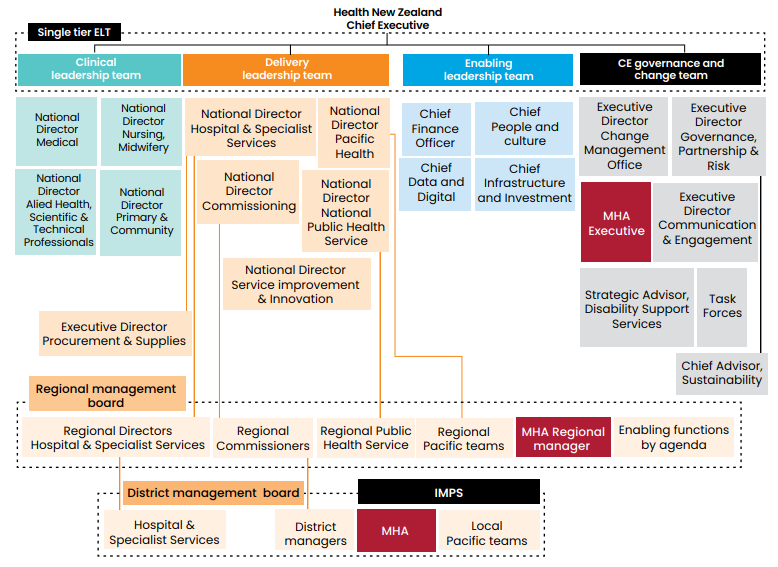 Health New Zealand
Chief Executive
Single tier ELT
Clinical
leadership team
Delivery
leadership team
Enabling
leadership team
CE governance and
change team
National
Director
Medical
National
Director
Nursing,
Midwifery
National
Director
Alied Health,
Scientific &
Technical
Professionals
National
Director
Primary &
Community
National Director
Hospital & Specialist
Services
National
Director
Pacific
Health
National
Director
Commissioning
National
Director
National
Public Health
Service
National Director
Service improvement
& Innovation
Executive Director
Procurement & Supplies
Chief
Finance
Officer
Chief
People and
culture
Chief
Data and
Digital
Chief
Infrastructure
and Investment
Executive
Director
Change
Management
Office
Executive
Director
Governance,
Partnership &
Risk
MHA
Executive
Executive
Director
Communication
& Engagement
Strategic Advisor,
Disability Support
Services
Task
Forces
Chief Advisor,
Sustainability
Regional management
board
Regional Directors
Hospital & Specialist Services
Regional
Commissioners
Regional Public
Health Service
Regional
Pacific teams
MHA Regional
manager
Enabling functions
by agenda
District management board
IMPS
Hospital &
Specialist Services
District
managers
MHA
Local
Pacific teams